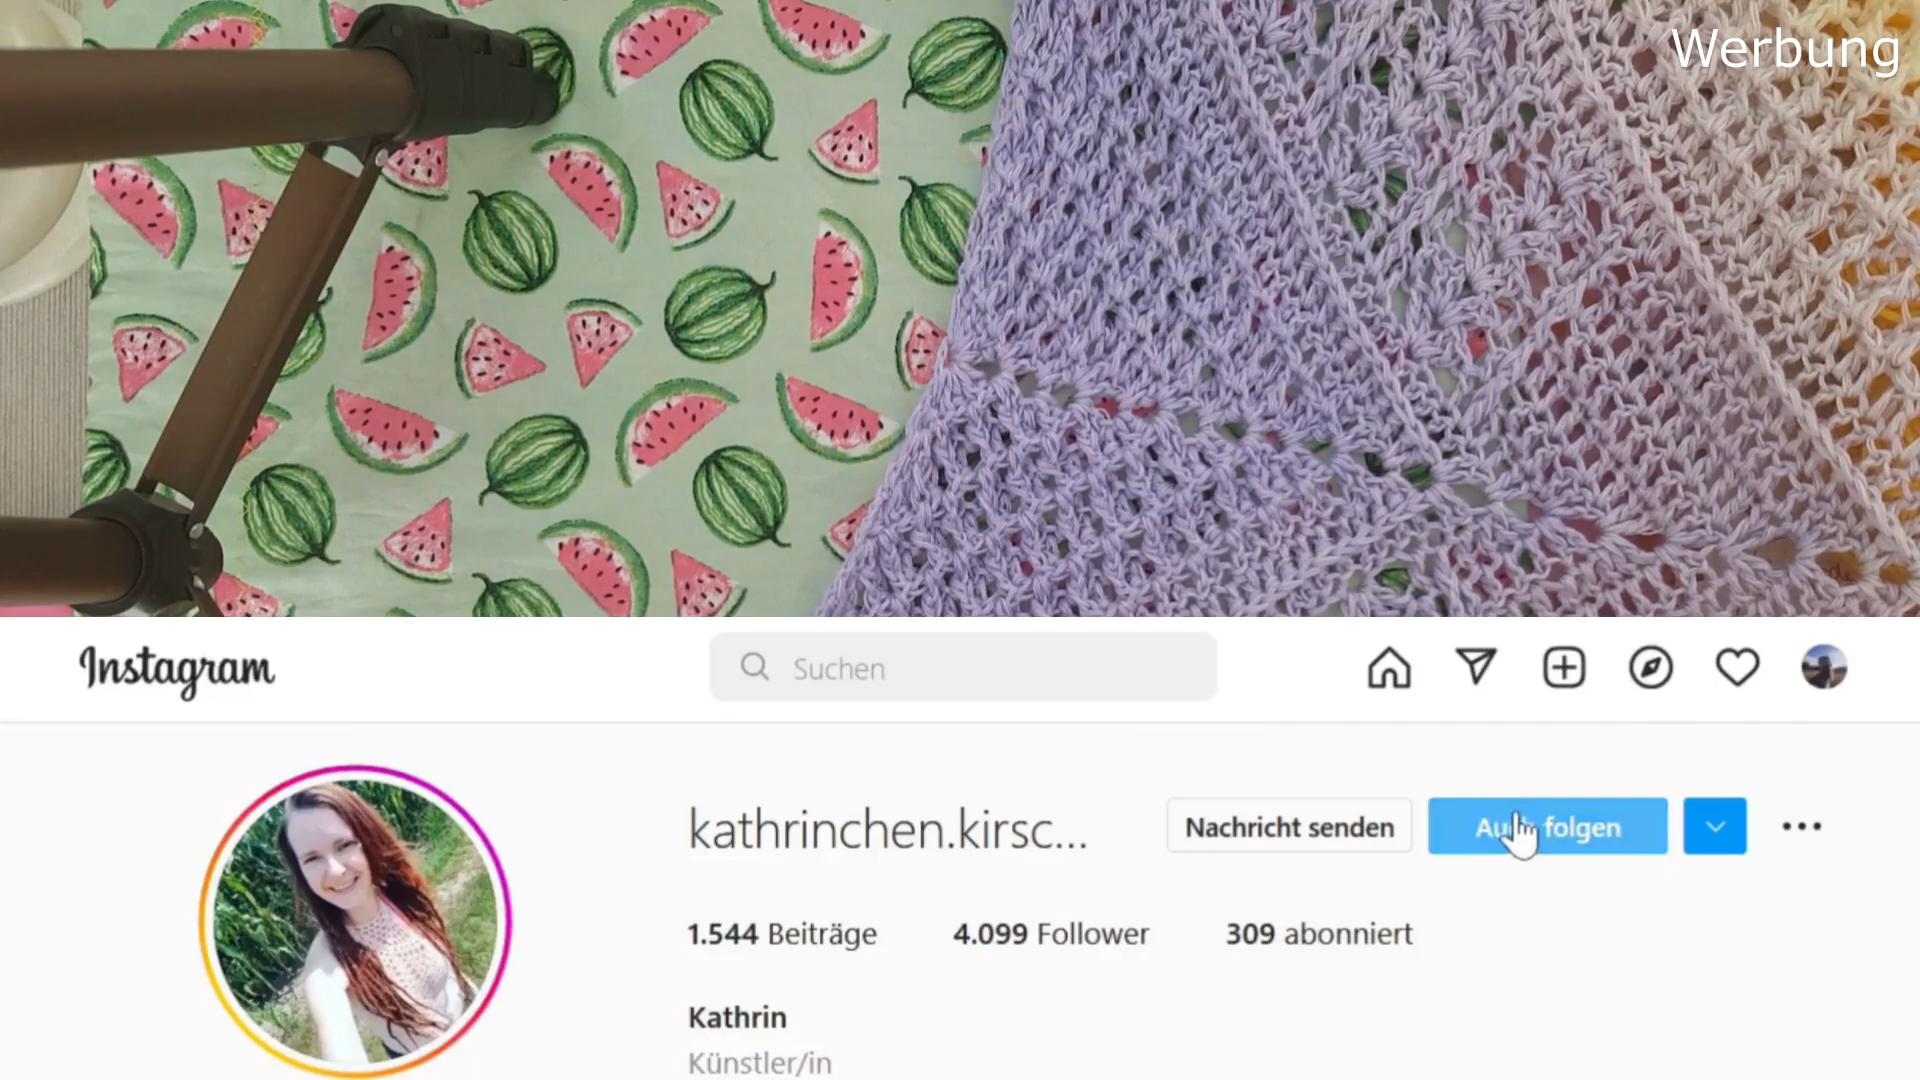 Werbung
Instagram
Suchen
kathrinchen.kirsc...
Nachricht senden
folgen
1.544 Beiträge
4.099 Follower
309 abonniert
Kathrin
Künstler/in